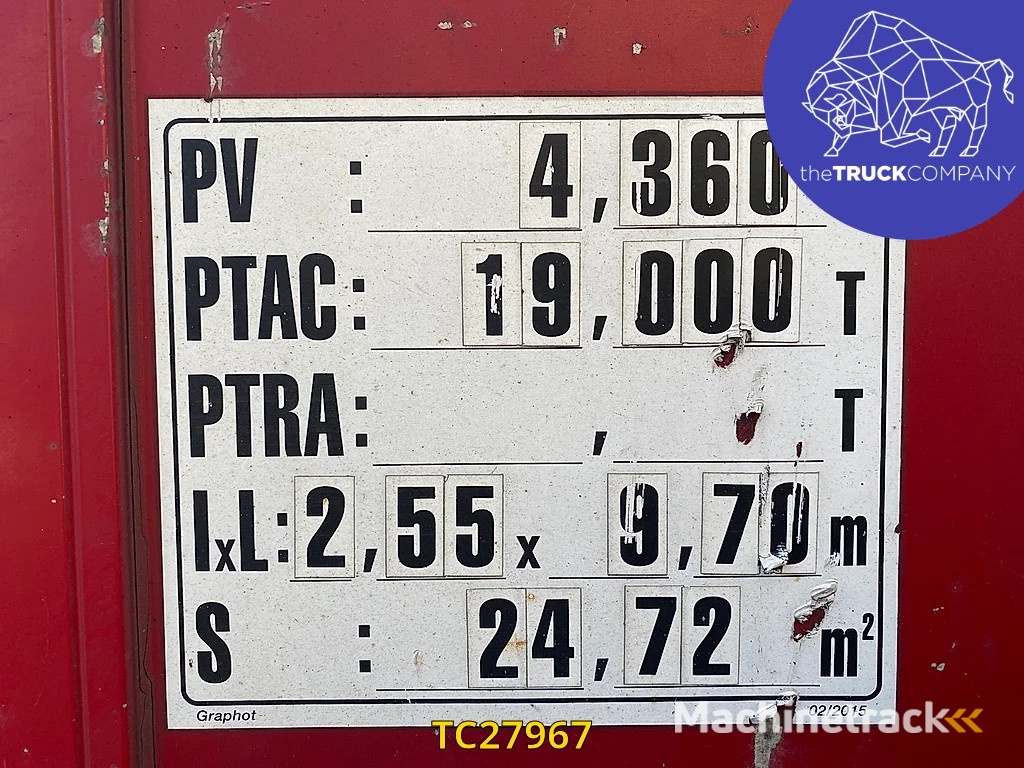 theTRUCKCOMPANY
PV : 4,360
PTAC : 19,000 T
PTRA : , T
IxL : 2,55 x 9,70 m
S : 24,72 m²
Graphot 02/2015
Machinetrack
TC27967